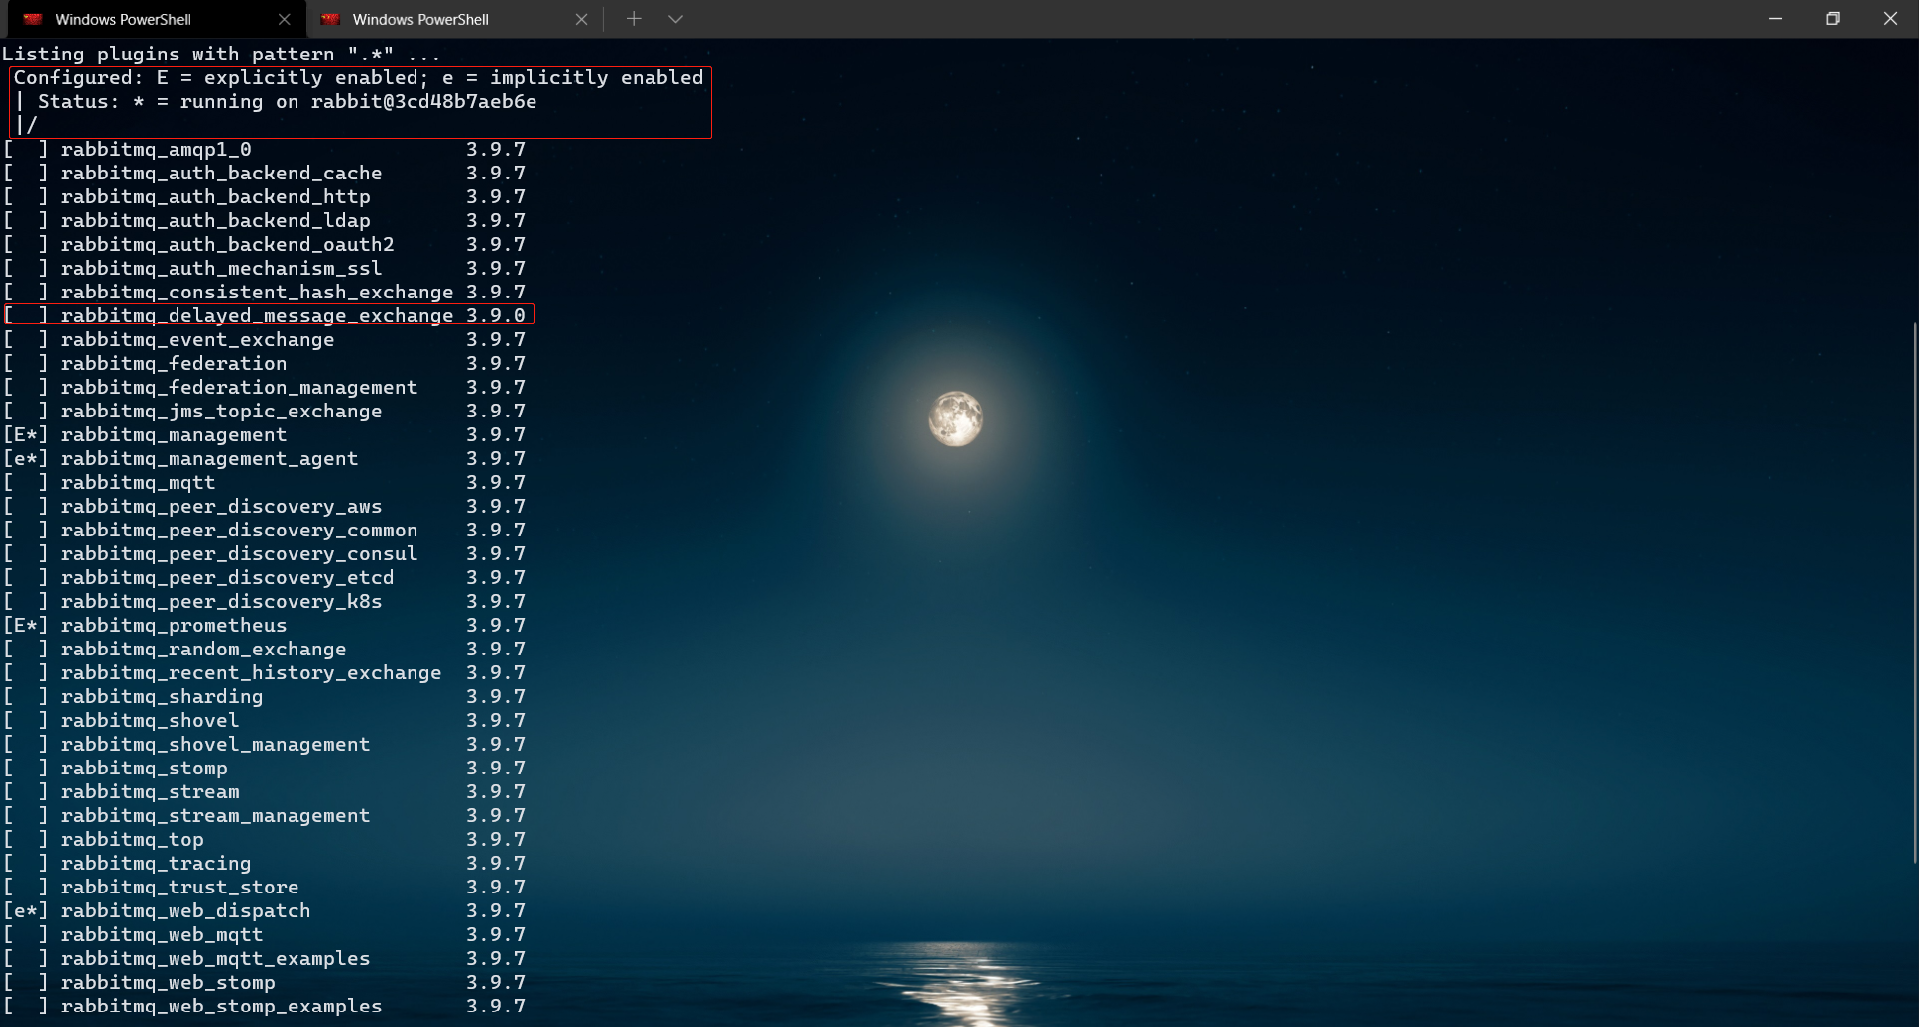 Windows PowerShell
Windows PowerShell
Listing plugins with pattern ".*" ...
 Configured: E = explicitly enabled; e = implicitly enabled
 | Status: * = running on rabbit@3cd48b7aeb6e
 |/
[  ] rabbitmq_amqp1_0                  3.9.7
[  ] rabbitmq_auth_backend_cache       3.9.7
[  ] rabbitmq_auth_backend_http        3.9.7
[  ] rabbitmq_auth_backend_ldap        3.9.7
[  ] rabbitmq_auth_backend_oauth2      3.9.7
[  ] rabbitmq_auth_mechanism_ssl       3.9.7
[  ] rabbitmq_consistent_hash_exchange 3.9.7
[  ] rabbitmq_delayed_message_exchange 3.9.0
[  ] rabbitmq_event_exchange           3.9.7
[  ] rabbitmq_federation               3.9.7
[  ] rabbitmq_federation_management    3.9.7
[  ] rabbitmq_jms_topic_exchange       3.9.7
[E*] rabbitmq_management               3.9.7
[e*] rabbitmq_management_agent         3.9.7
[  ] rabbitmq_mqtt                     3.9.7
[  ] rabbitmq_peer_discovery_aws       3.9.7
[  ] rabbitmq_peer_discovery_common    3.9.7
[  ] rabbitmq_peer_discovery_consul    3.9.7
[  ] rabbitmq_peer_discovery_etcd      3.9.7
[  ] rabbitmq_peer_discovery_k8s       3.9.7
[E*] rabbitmq_prometheus               3.9.7
[  ] rabbitmq_random_exchange          3.9.7
[  ] rabbitmq_recent_history_exchange  3.9.7
[  ] rabbitmq_sharding                 3.9.7
[  ] rabbitmq_shovel                   3.9.7
[  ] rabbitmq_shovel_management        3.9.7
[  ] rabbitmq_stomp                    3.9.7
[  ] rabbitmq_stream                   3.9.7
[  ] rabbitmq_stream_management        3.9.7
[  ] rabbitmq_top                      3.9.7
[  ] rabbitmq_tracing                  3.9.7
[  ] rabbitmq_trust_store              3.9.7
[e*] rabbitmq_web_dispatch             3.9.7
[  ] rabbitmq_web_mqtt                 3.9.7
[  ] rabbitmq_web_mqtt_examples        3.9.7
[  ] rabbitmq_web_stomp                3.9.7
[  ] rabbitmq_web_stomp_examples       3.9.7